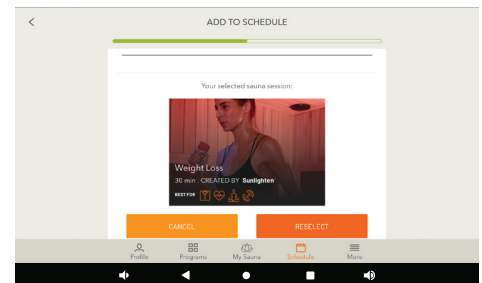 ADD TO SCHEDULE
Your selected sauna session:
Weight Loss
30 min . CREATED BY Sunlighten
BEST FOR
CANCEL
RESELECT
Profile
Programs
My Sauna
Schedule
More